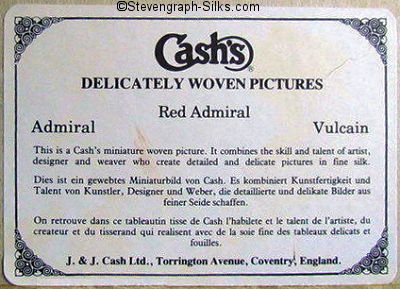 ©Stevengraph-Silks.com
Cash's®
DELICATELY WOVEN PICTURES
Red Admiral
Admiral Vulcain
This is a Cash's miniature woven picture. It combines the skill and talent of artist,
designer and weaver who create detailed and delicate pictures in fine silk.
Dies ist ein gewebtes Miniaturbild von Cash. Es kombiniert Kunstfertigkeit und
Talent von Kunstler, Designer und Weber, die detaillierte und delikate Bilder aus
feiner Seide schaffen.
On retrouve dans ce tableautin tisse de Cash l'habilete et le talent de l'artiste, du
createur et du tisserand qui realisent avec de la soie fine des tableaux delicats et
fouilles.
J. & J. Cash Ltd., Torrington Avenue, Coventry, England.